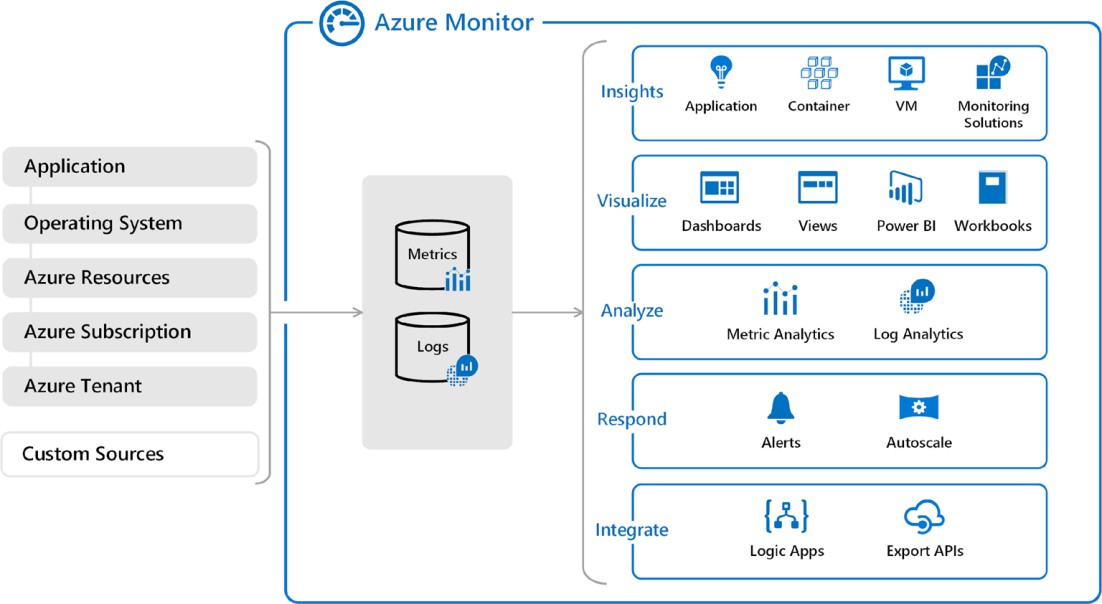 Azure Monitor
Application
Operating System
Azure Resources
Azure Subscription
Azure Tenant
Custom Sources
Metrics
Logs
Insights
Application
Container
VM
Monitoring
Solutions
Visualize
Dashboards
Views
Power BI
Workbooks
Analyze
Metric Analytics
Log Analytics
Respond
Alerts
Autoscale
Integrate
Logic Apps
Export APIs